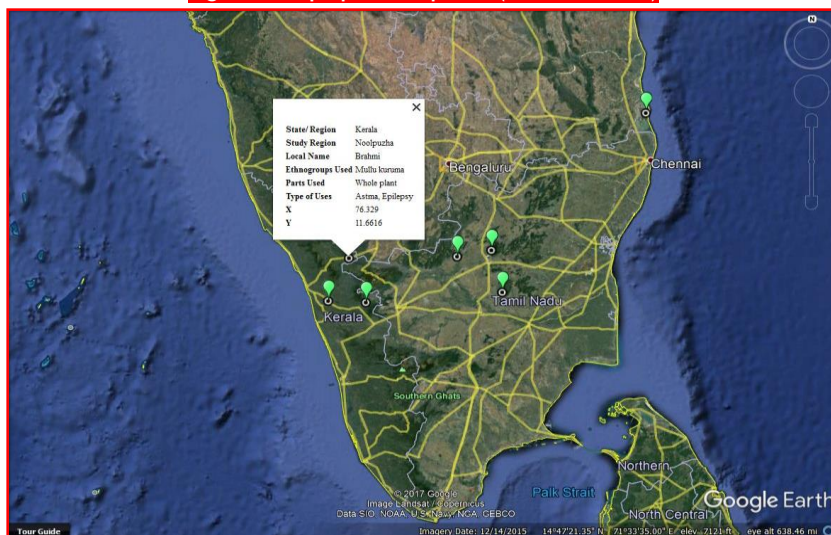 State/ Region Kerala
Study Region Noolpuzha
Local Name Brahmi
Ethnogroups Used Mullu kuruma
Parts Used Whole plant
Type of Uses Astma, Epilepsy
X 76.329
Y 11.6616
N
Bengaluru
Chennai
Tamil Nadu
Kerala
Southern Ghats
Northern
Palk Strait
North Central
Google Earth
© 2017 Google
Image Landsat / Copernicus
Data SIO, NOAA, U.S. Navy, NGA, GEBCO
Tour Guide
Imagery Date: 12/14/2015 14°47'21.35" N 71°33'35.00" E elev -7121 ft eye alt 638.46 mi